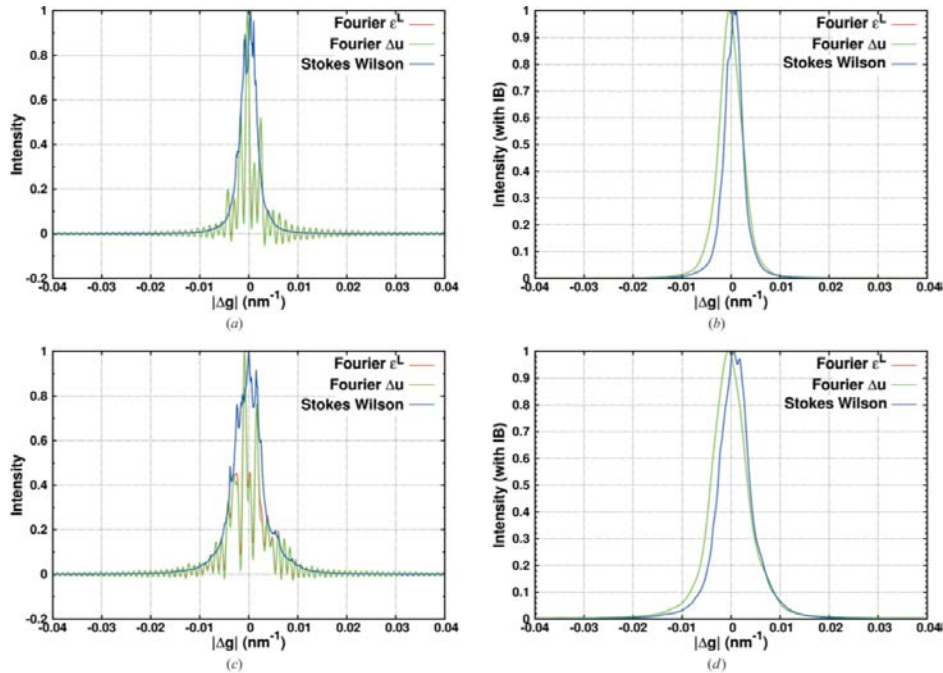 Fourier ε^L
Fourier Δu
Stokes Wilson
Intensity
1
0.8
0.6
0.4
0.2
0
-0.2
-0.04 -0.03 -0.02 -0.01 0 0.01 0.02 0.03 0.04
|Δg| (nm⁻¹)
(a)
Fourier ε^L
Fourier Δu
Stokes Wilson
Intensity (with IB)
1
0.9
0.8
0.7
0.6
0.5
0.4
0.3
0.2
0.1
0
-0.04 -0.03 -0.02 -0.01 0 0.01 0.02 0.03 0.04
|Δg| (nm⁻¹)
(b)
Fourier ε^L
Fourier Δu
Stokes Wilson
Intensity
1
0.8
0.6
0.4
0.2
0
-0.2
-0.04 -0.03 -0.02 -0.01 0 0.01 0.02 0.03 0.04
|Δg| (nm⁻¹)
(c)
Fourier ε^L
Fourier Δu
Stokes Wilson
Intensity (with IB)
1
0.9
0.8
0.7
0.6
0.5
0.4
0.3
0.2
0.1
0
-0.04 -0.03 -0.02 -0.01 0 0.01 0.02 0.03 0.04
|Δg| (nm⁻¹)
(d)